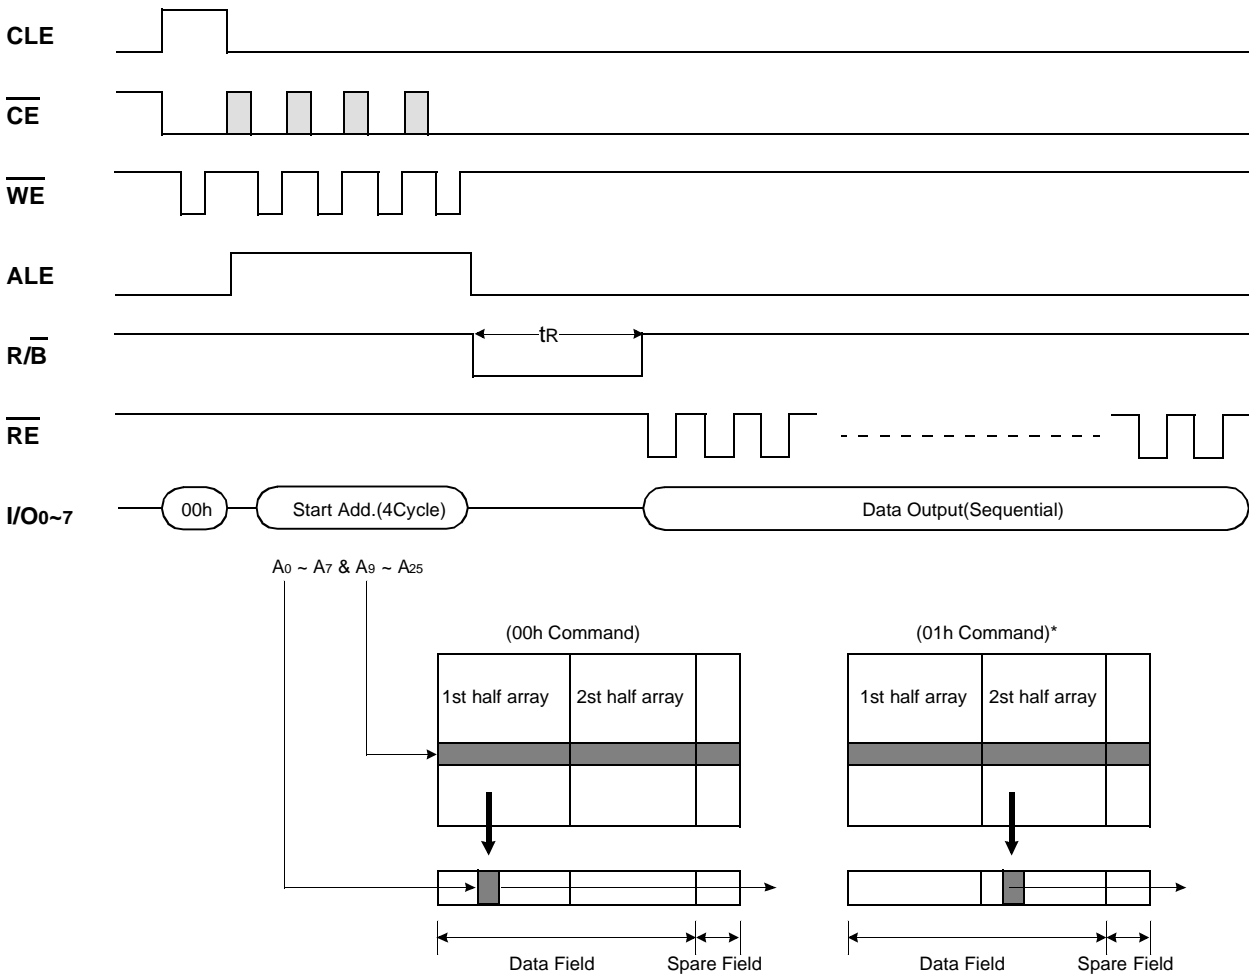 CLE
CE
WE
ALE
R/B
tR
RE
I/O0~7
00h
Start Add.(4Cycle)
Data Output(Sequential)
A0 ~ A7 & A9 ~ A25
(00h Command)
(01h Command)*
1st half array
2st half array
1st half array
2st half array
Data Field
Spare Field
Data Field
Spare Field